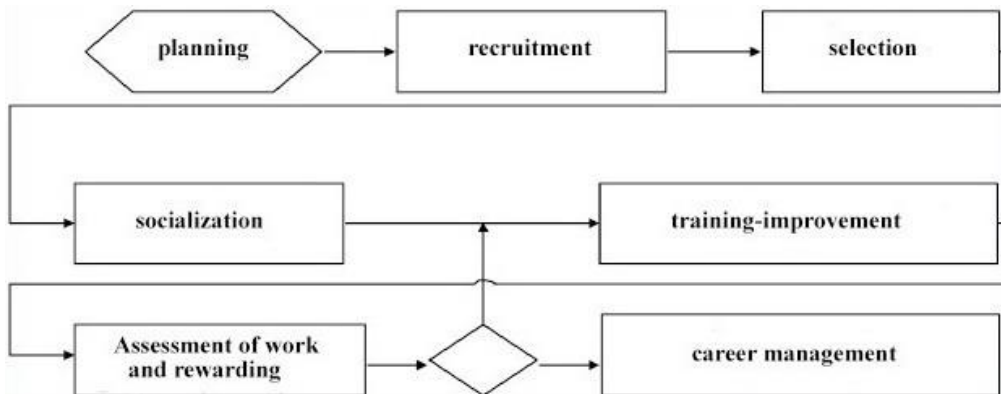 planning
recruitment
selection
socialization
training-improvement
Assessment of work
and rewarding
career management